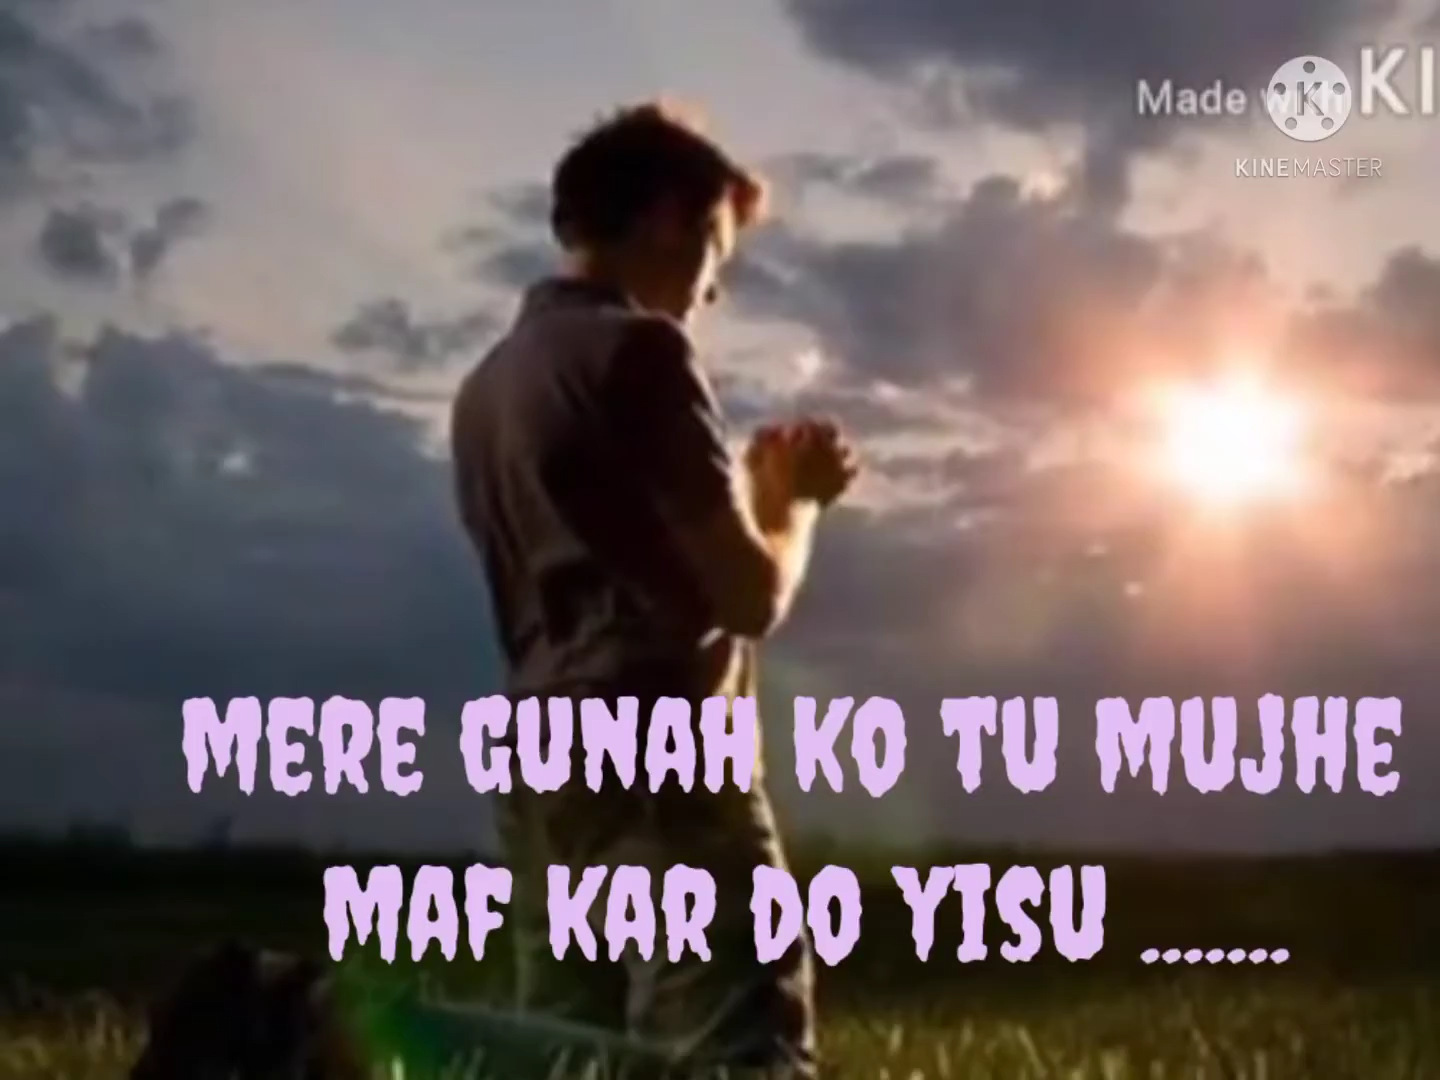 Made with KI
KINEMASTER
MERE GUNAH KO TU MUJHE
MAF KAR DO YISU .......